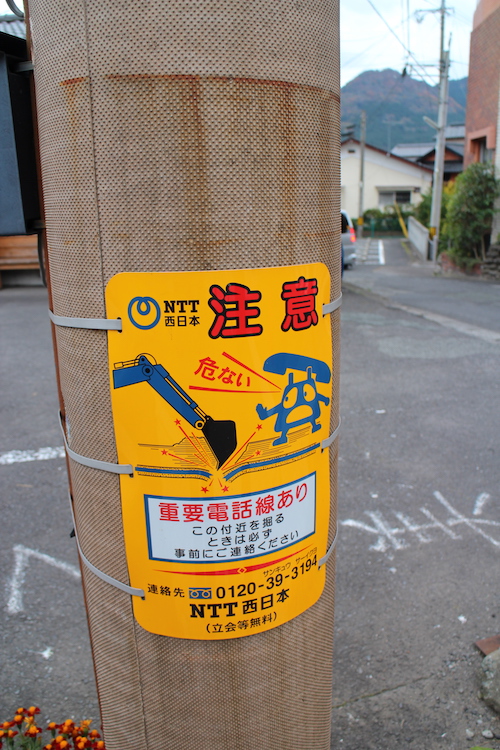 NTT 西日本
注意
危ない
重要電話線あり
この付近を掘る
ときは必ず
事前にご連絡ください
サンキュウ サーイクヨ
連絡先 0120-39-3194
NTT西日本
(立会等無料)